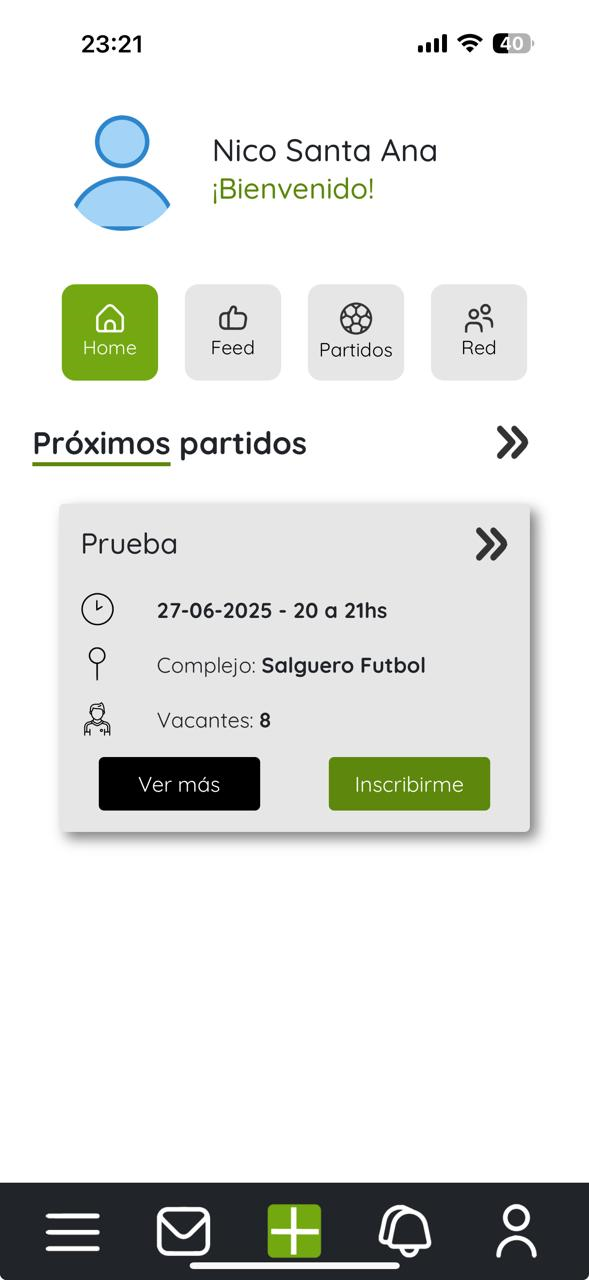 23:21
40
Nico Santa Ana
¡Bienvenido!
Home Feed Partidos Red
Próximos partidos
Prueba
27-06-2025 - 20 a 21hs
Complejo: Salguero Futbol
Vacantes: 8
Ver más Inscribirme